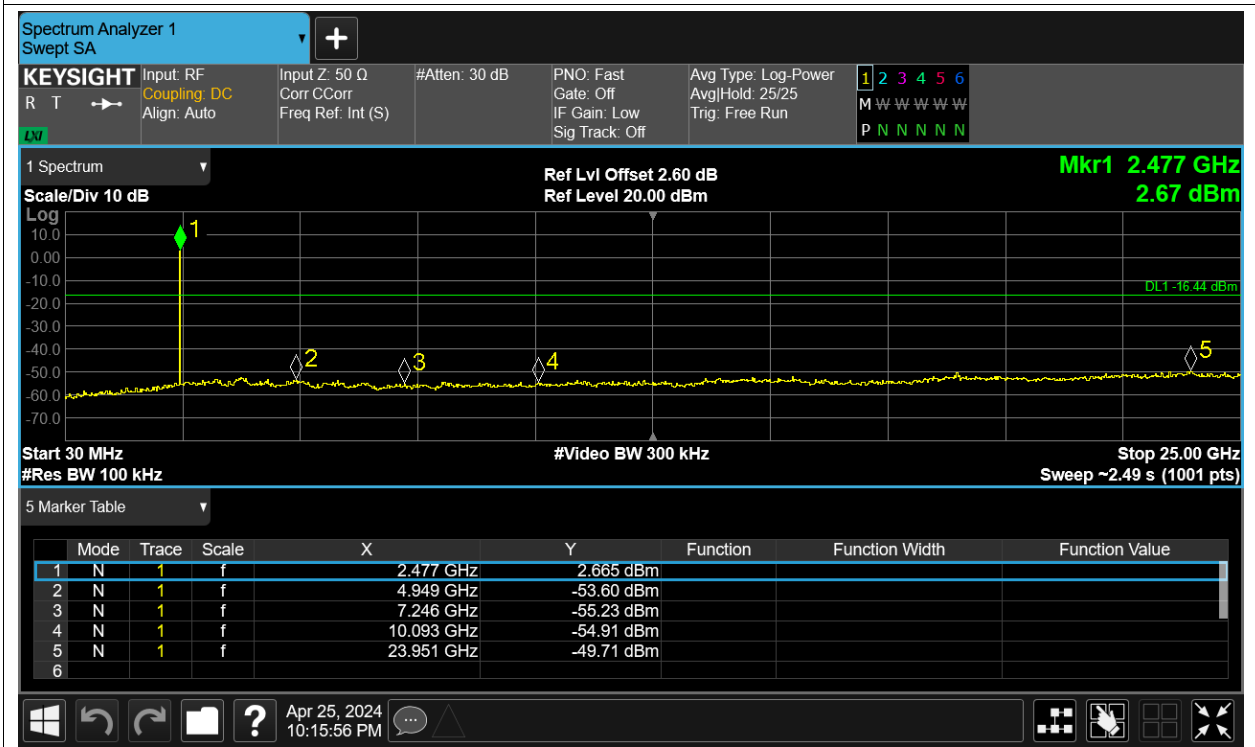 Spectrum Analyzer 1
Swept SA
KEYSIGHT
R T
LXI
Input: RF
Coupling: DC
Align: Auto
Input Z: 50 Ω
Corr CCorr
Freq Ref: Int (S)
#Atten: 30 dB
PNO: Fast
Gate: Off
IF Gain: Low
Sig Track: Off
Avg Type: Log-Power
Avg|Hold: 25/25
Trig: Free Run
1 2 3 4 5 6
M W W W W W
P N N N N N
1 Spectrum
Scale/Div 10 dB
Ref Lvl Offset 2.60 dB
Ref Level 20.00 dBm
Mkr1 2.477 GHz
2.67 dBm
Log
10.0
0.00
-10.0
-20.0
-30.0
-40.0
-50.0
-60.0
-70.0
1
2
3
4
5
DL1 -16.44 dBm
Start 30 MHz
#Video BW 300 kHz
Stop 25.00 GHz
#Res BW 100 kHz
Sweep ~2.49 s (1001 pts)
5 Marker Table
Mode Trace Scale X Y Function Function Width Function Value
1 N 1 f 2.477 GHz 2.665 dBm
2 N 1 f 4.949 GHz -53.60 dBm
3 N 1 f 7.246 GHz -55.23 dBm
4 N 1 f 10.093 GHz -54.91 dBm
5 N 1 f 23.951 GHz -49.71 dBm
6
?
Apr 25, 2024
10:15:56 PM